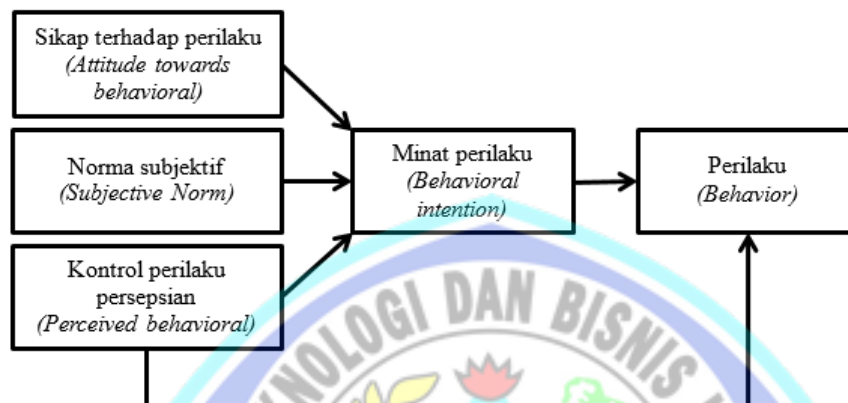 Sikap terhadap perilaku
(Attitude towards
behavioral)
Norma subjektif
(Subjective Norm)
Kontrol perilaku
persepsian
(Perceived behavioral)
Minat perilaku
(Behavioral
intention)
Perilaku
(Behavior)
KNOLOGI DAN BISNIS